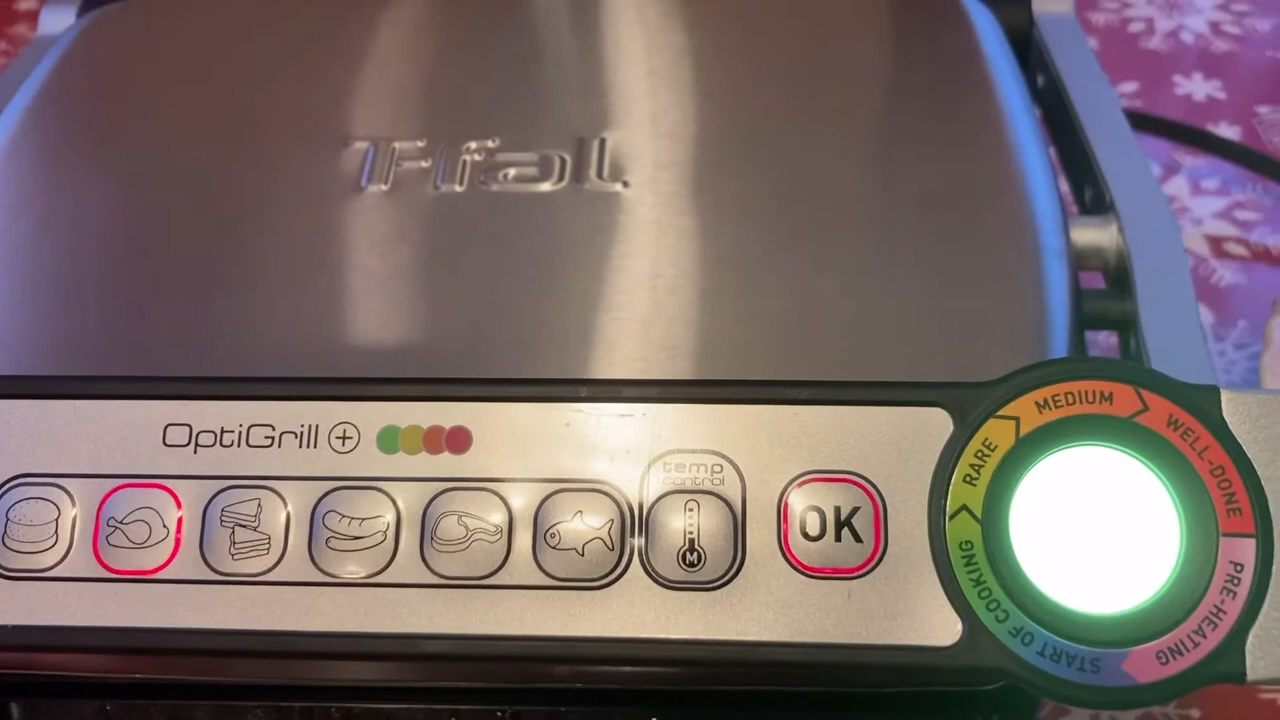 T-fal
OptiGrill +
temp
control
M
OK
START OF COOKING
RARE
MEDIUM
WELL-DONE
PRE-HEATING